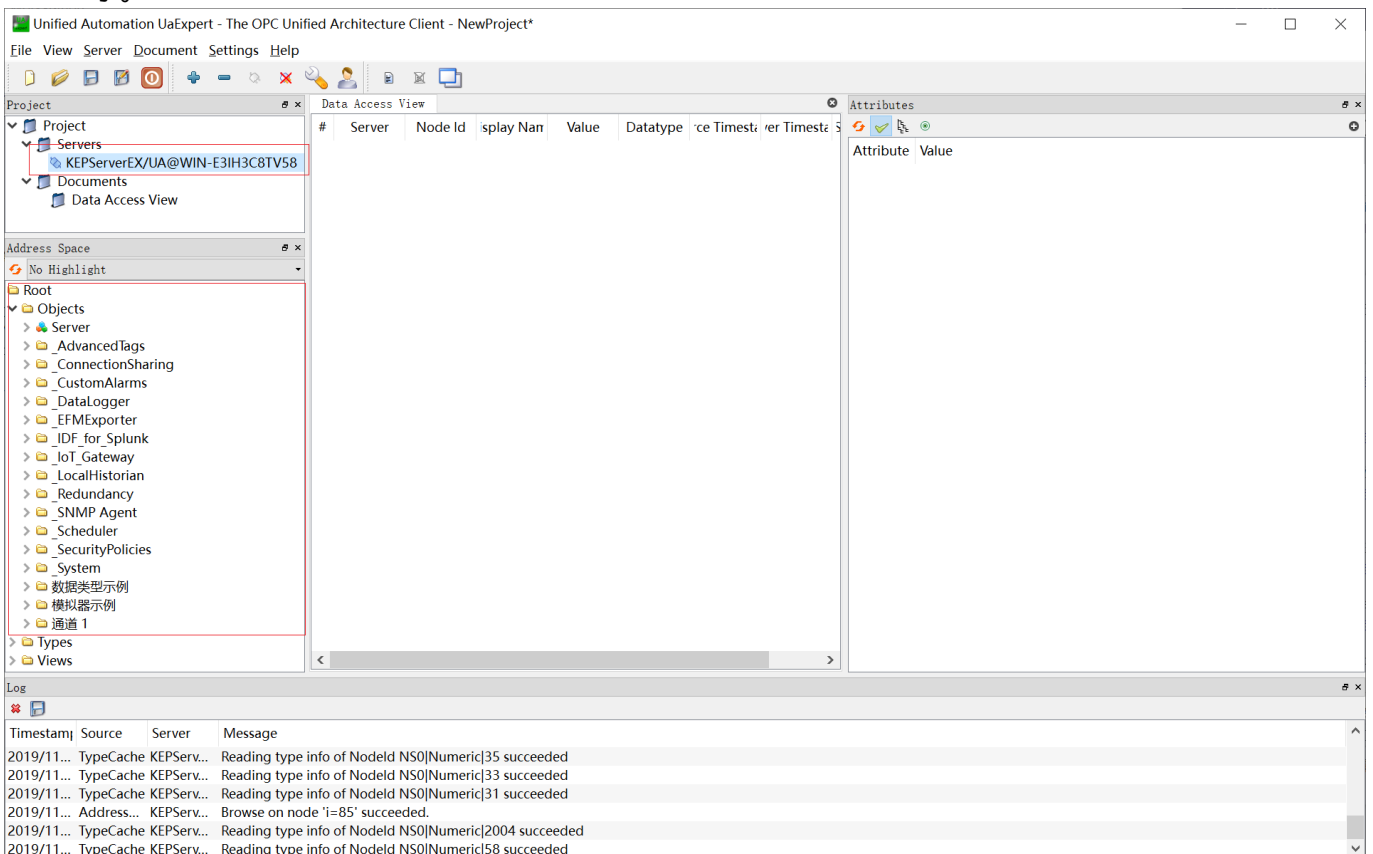 Unified Automation UaExpert - The OPC Unified Architecture Client - NewProject*
File View Server Document Settings Help
Project
Data Access View
Attributes
Project
Servers
KEPServerEX/UA@WIN-E3IH3C8TV58
Documents
Data Access View
# Server Node Id isplay Nam Value Datatype ce Timesta er Timesta S
Attribute Value
Address Space
No Highlight
Root
Objects
Server
_AdvancedTags
_ConnectionSharing
_CustomAlarms
_DataLogger
_EFMExporter
_IDF_for_Splunk
_IoT_Gateway
_LocalHistorian
_Redundancy
_SNMP Agent
_Scheduler
_SecurityPolicies
_System
数据类型示例
模拟器示例
通道 1
Types
Views
Log
Timestam Source Server Message
2019/11... TypeCache KEPServ... Reading type info of NodeId NS0|Numeric|35 succeeded
2019/11... TypeCache KEPServ... Reading type info of NodeId NS0|Numeric|33 succeeded
2019/11... TypeCache KEPServ... Reading type info of NodeId NS0|Numeric|31 succeeded
2019/11... Address... KEPServ... Browse on node 'i=85' succeeded.
2019/11... TypeCache KEPServ... Reading type info of NodeId NS0|Numeric|2004 succeeded
2019/11... TypeCache KEPServ... Reading type info of NodeId NS0|Numeric|58 succeeded